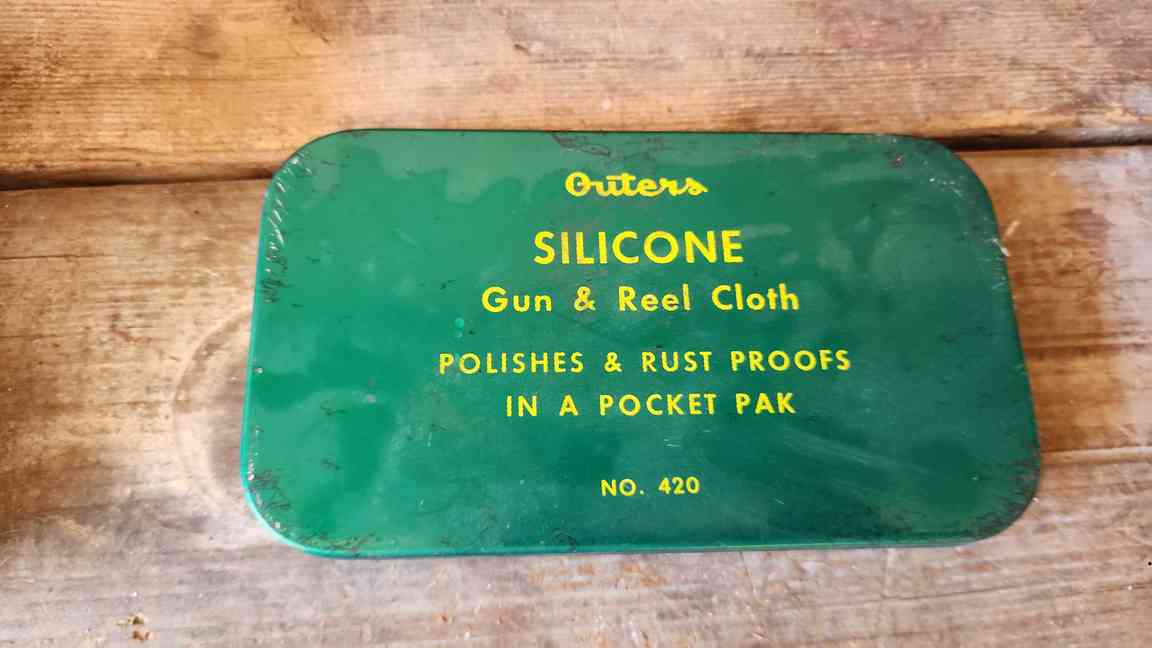 Outers
SILICONE
Gun & Reel Cloth
POLISHES & RUST PROOFS
IN A POCKET PAK
NO. 420